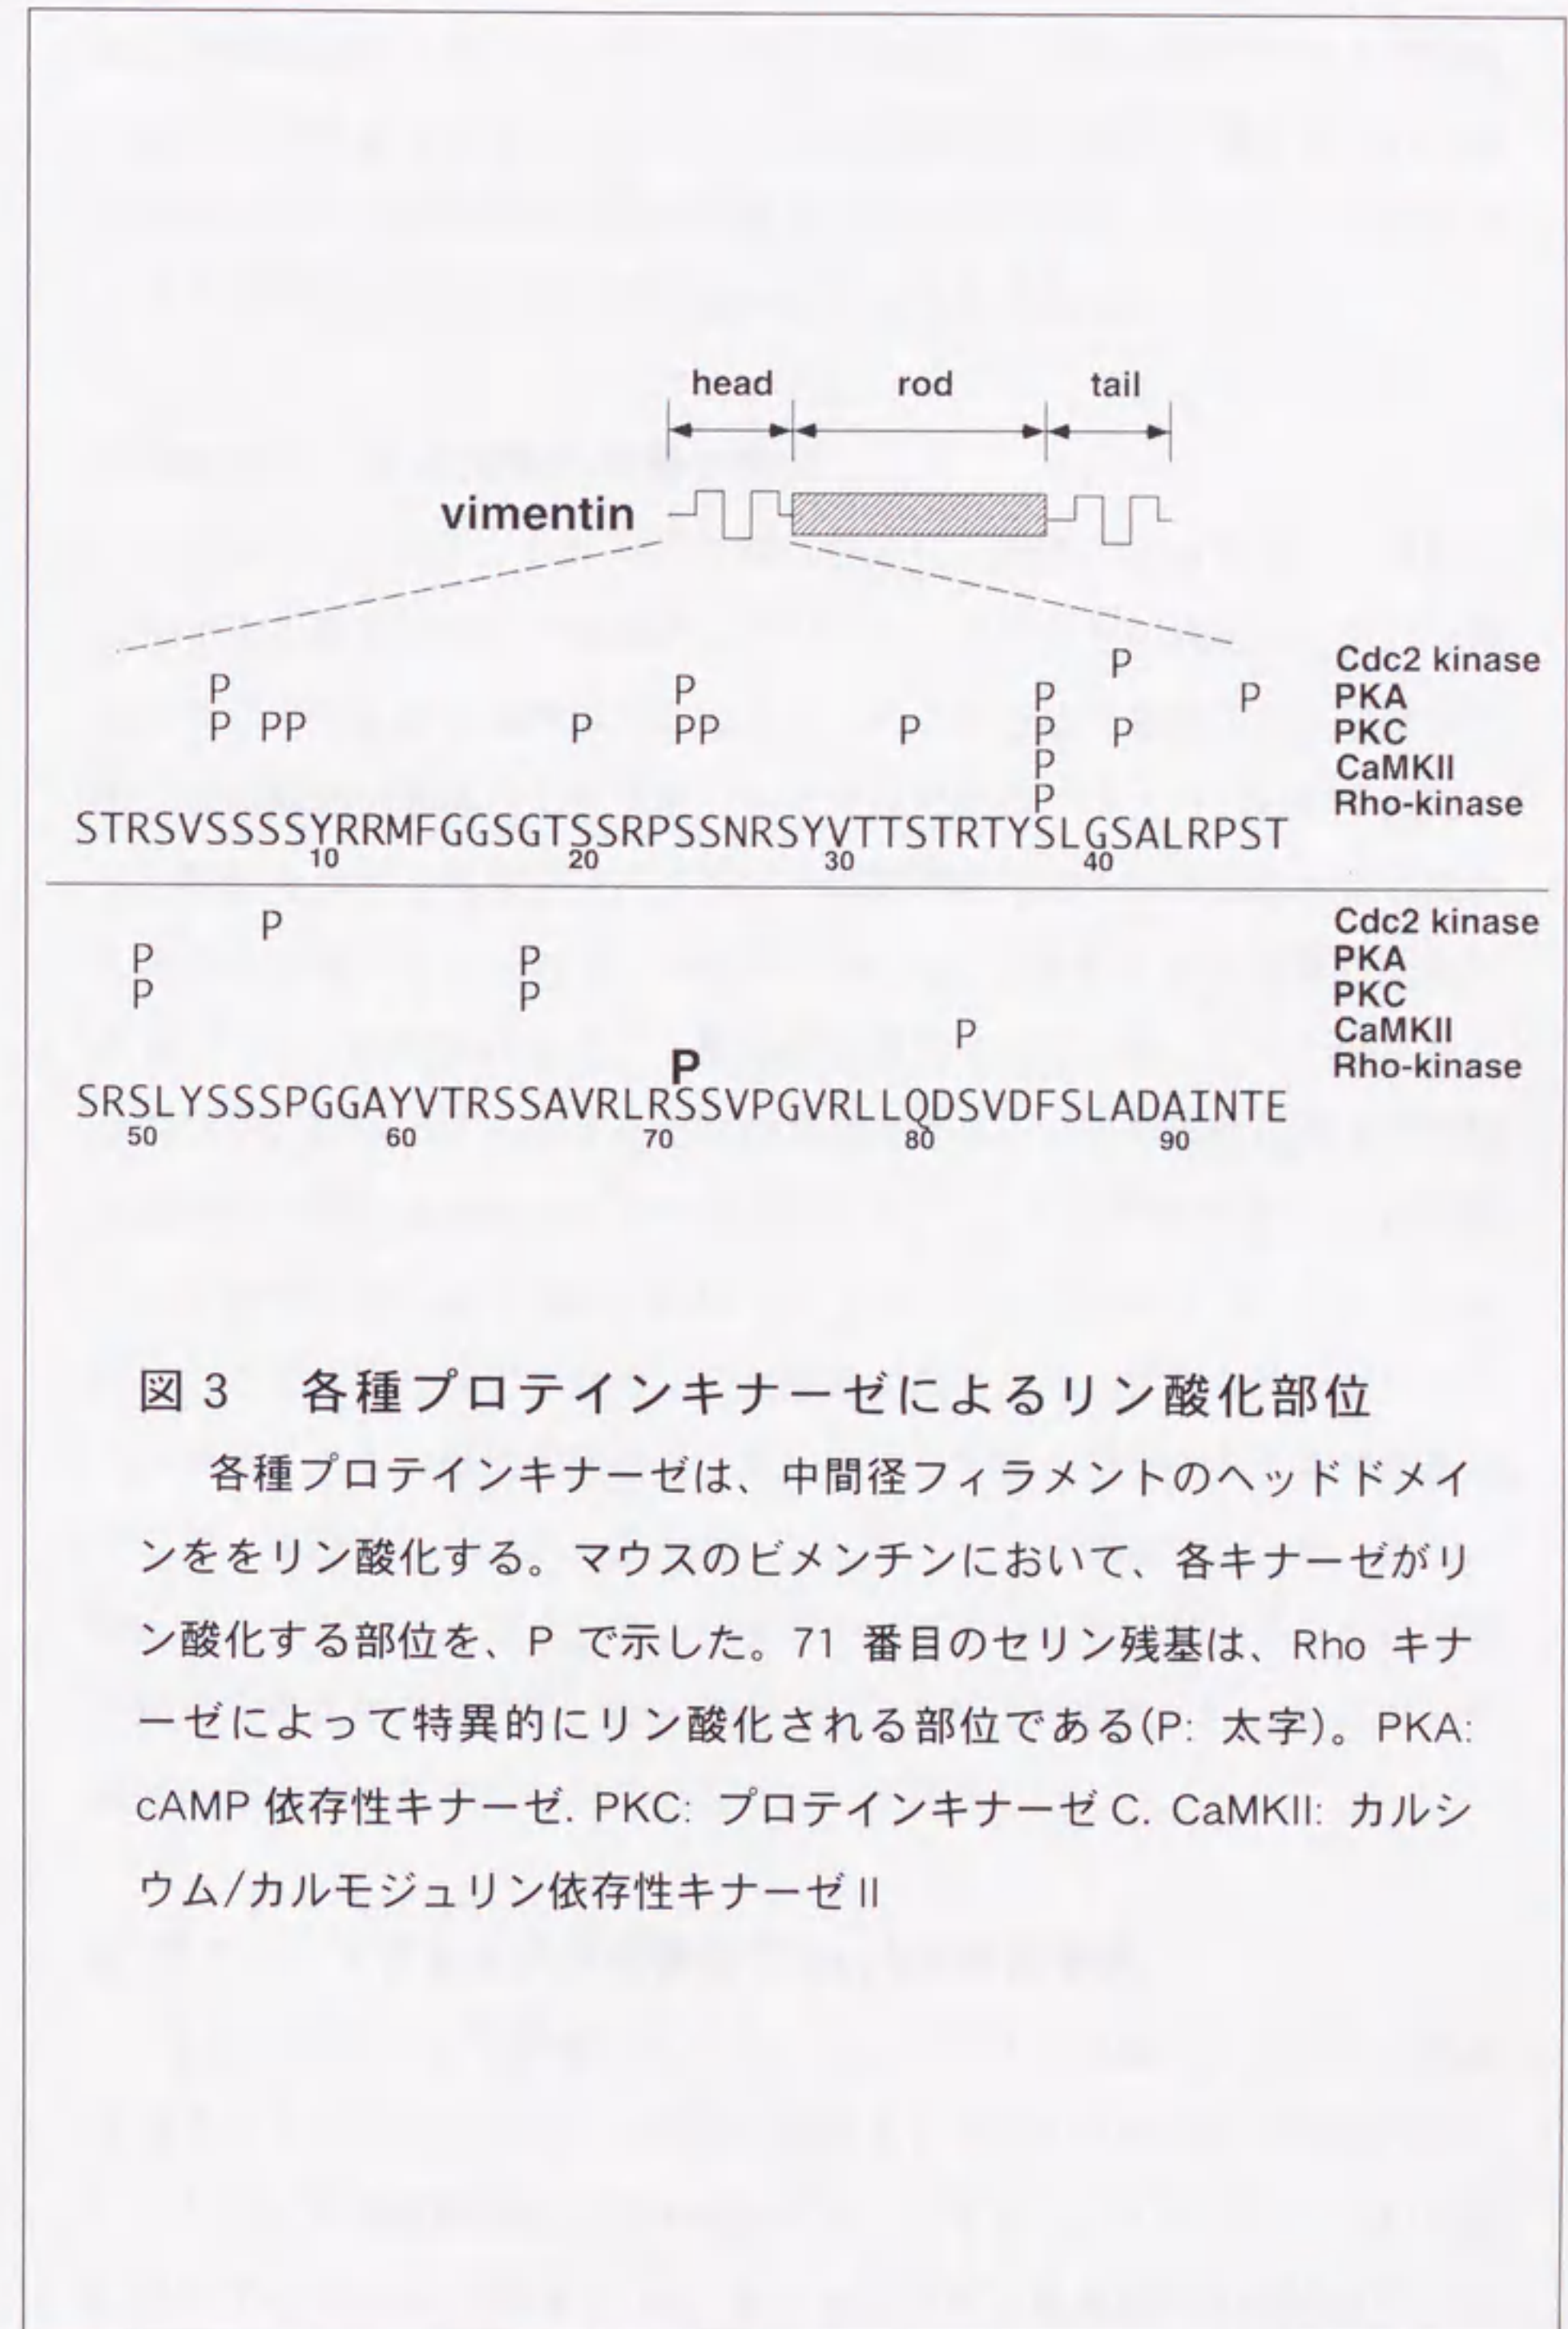 head rod tail
vimentin
P Cdc2 kinase
P P P P PKA
P PP P PP P P P PKC
P CaMKII
P Rho-kinase
STRSVSSSSYRRMFGGSGTSSRPSSNRSYVTTSTRTYSLGSALRPST
10 20 30 40
P Cdc2 kinase
P P PKA
P P PKC
P CaMKII
P Rho-kinase
SRSLYSSSPGGAYVTRSSAVRLRSSVPGVRLLQDSVDFSLADAINTE
50 60 70 80 90
図 3 各種プロテインキナーゼによるリン酸化部位
各種プロテインキナーゼは、中間径フィラメントのヘッドドメイ
ンををリン酸化する。マウスのビメンチンにおいて、各キナーゼがリ
ン酸化する部位を、P で示した。71 番目のセリン残基は、Rho キナ
ーゼによって特異的にリン酸化される部位である(P: 太字)。PKA:
cAMP 依存性キナーゼ. PKC: プロテインキナーゼ C. CaMKII: カルシ
ウム/カルモジュリン依存性キナーゼ II